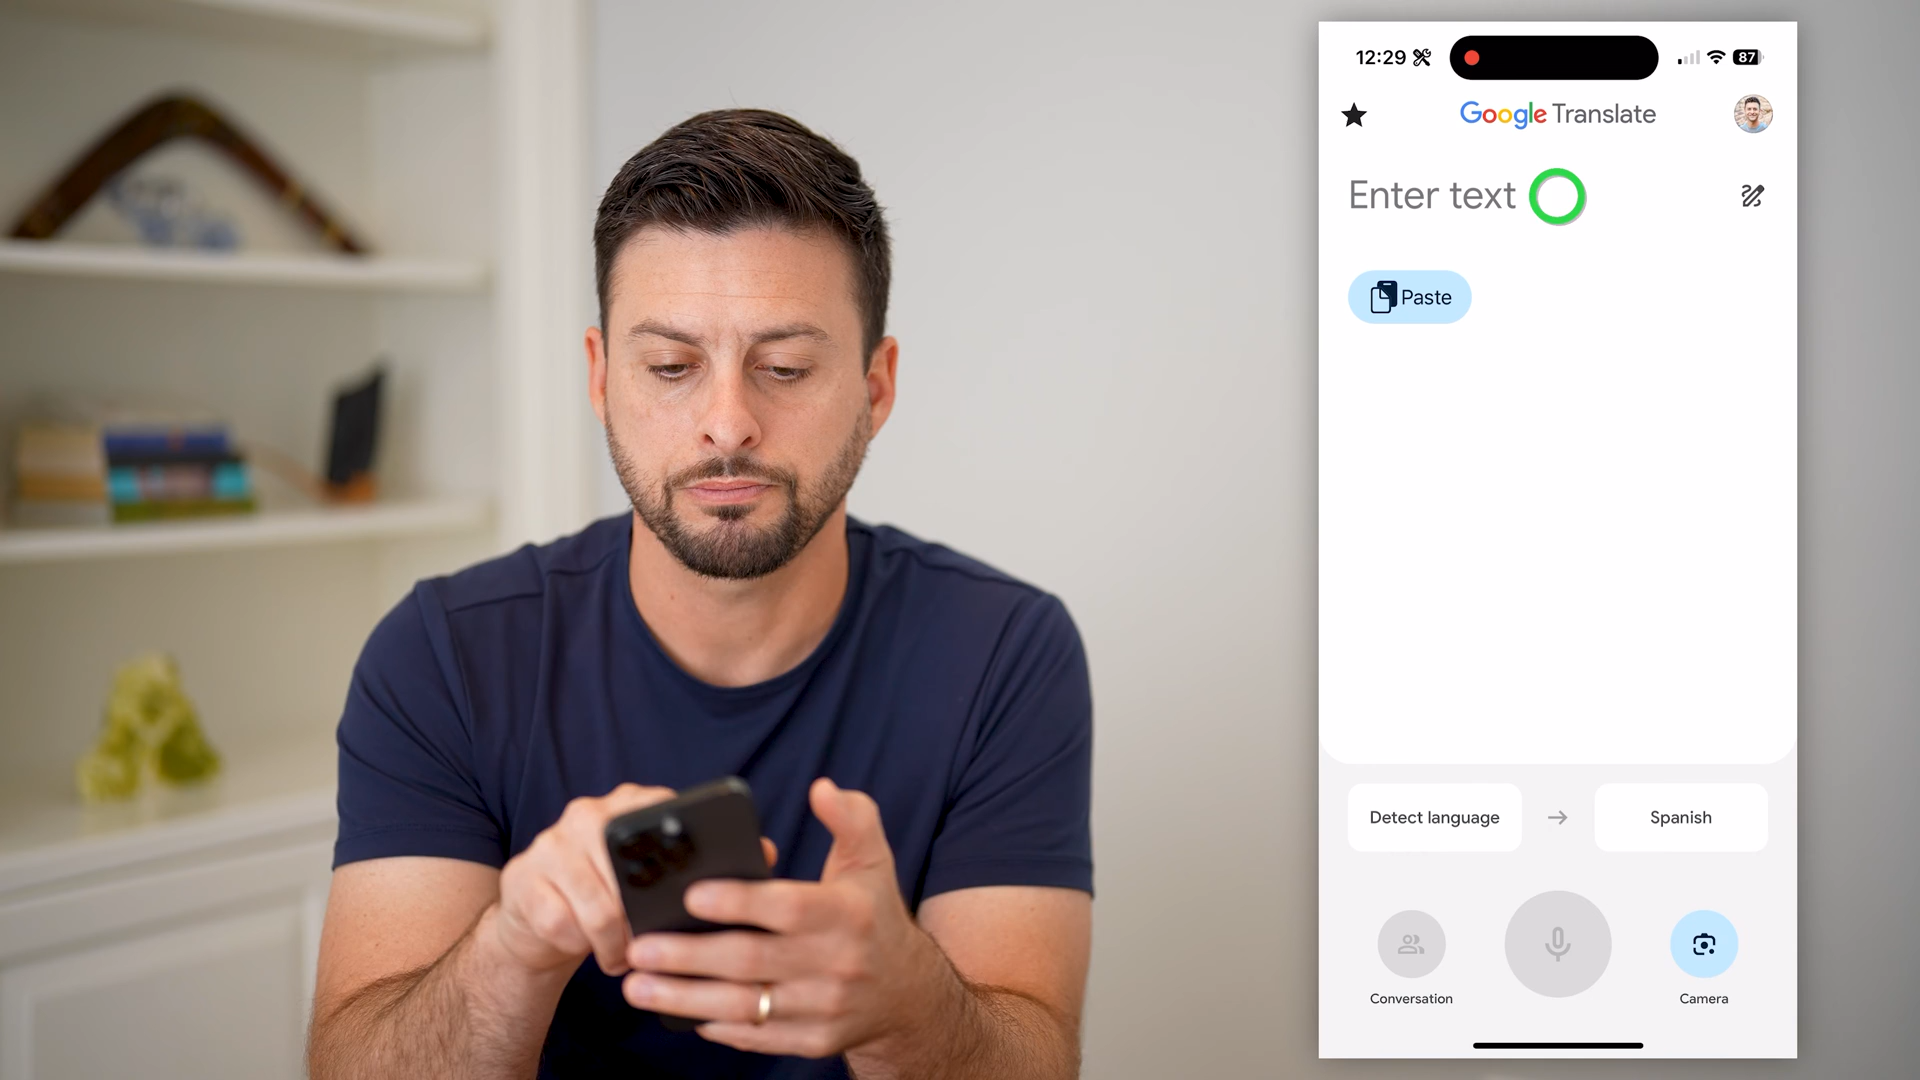 12:29
87
Google Translate
Enter text
Paste
Detect language
Spanish
Conversation
Camera